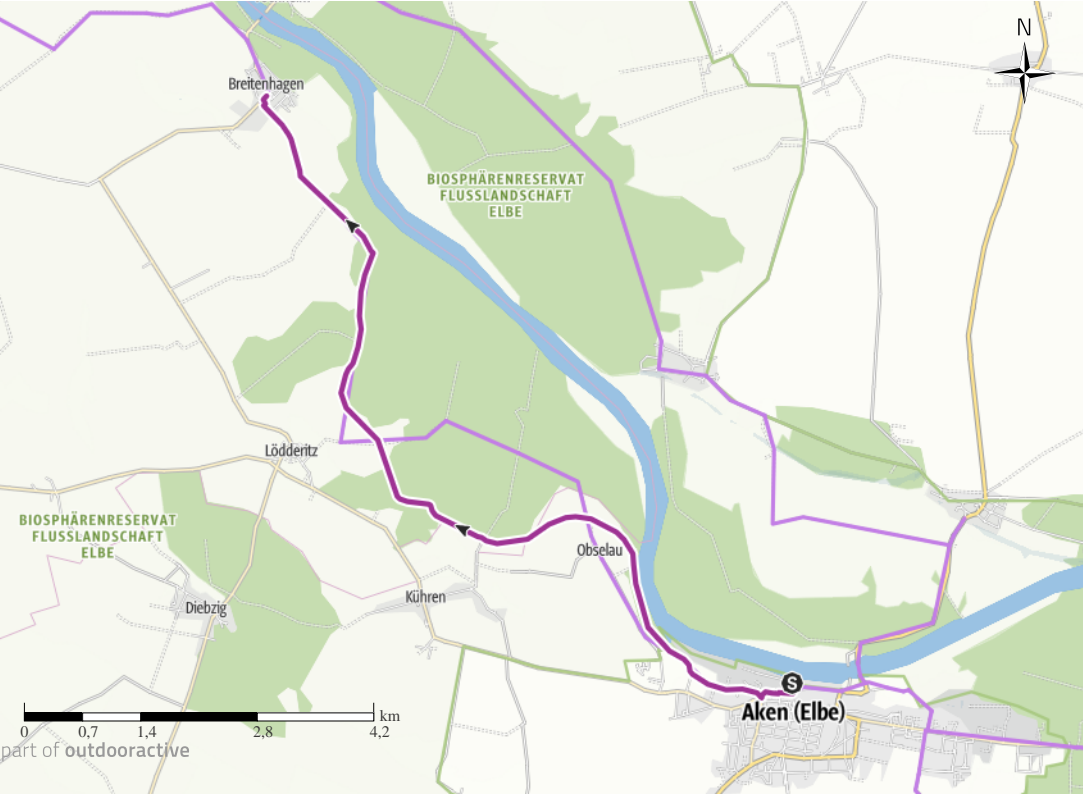 N
Breitenhagen
BIOSPHÄRENRESERVAT
FLUSSLANDSCHAFT
ELBE
Lödderitz
BIOSPHÄRENRESERVAT
FLUSSLANDSCHAFT
ELBE
Obselau
Kühren
Diebzig
S
Aken (Elbe)
km
0 0,7 1,4 2,8 4,2
part of outdooractive